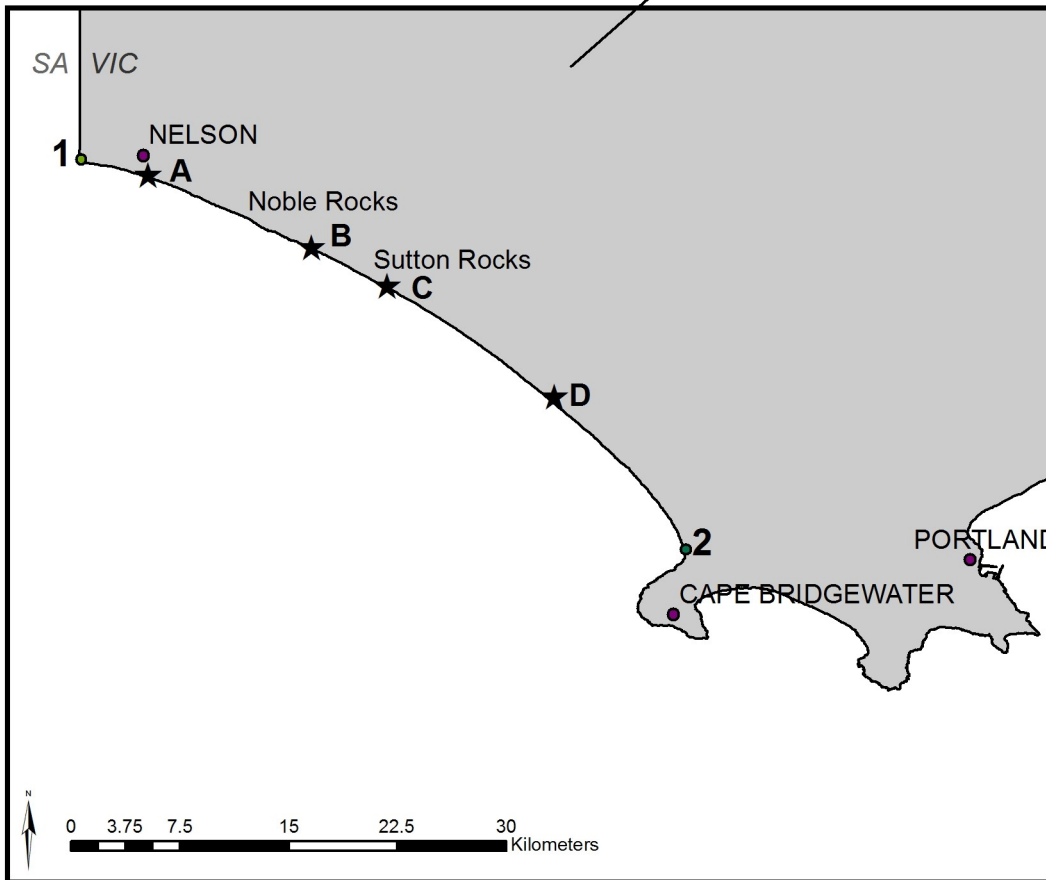 SA VIC
NELSON
1
A
Noble Rocks
B
Sutton Rocks
C
D
2
PORTLAND
CAPE BRIDGEWATER
N
0 3.75 7.5 15 22.5 30
Kilometers